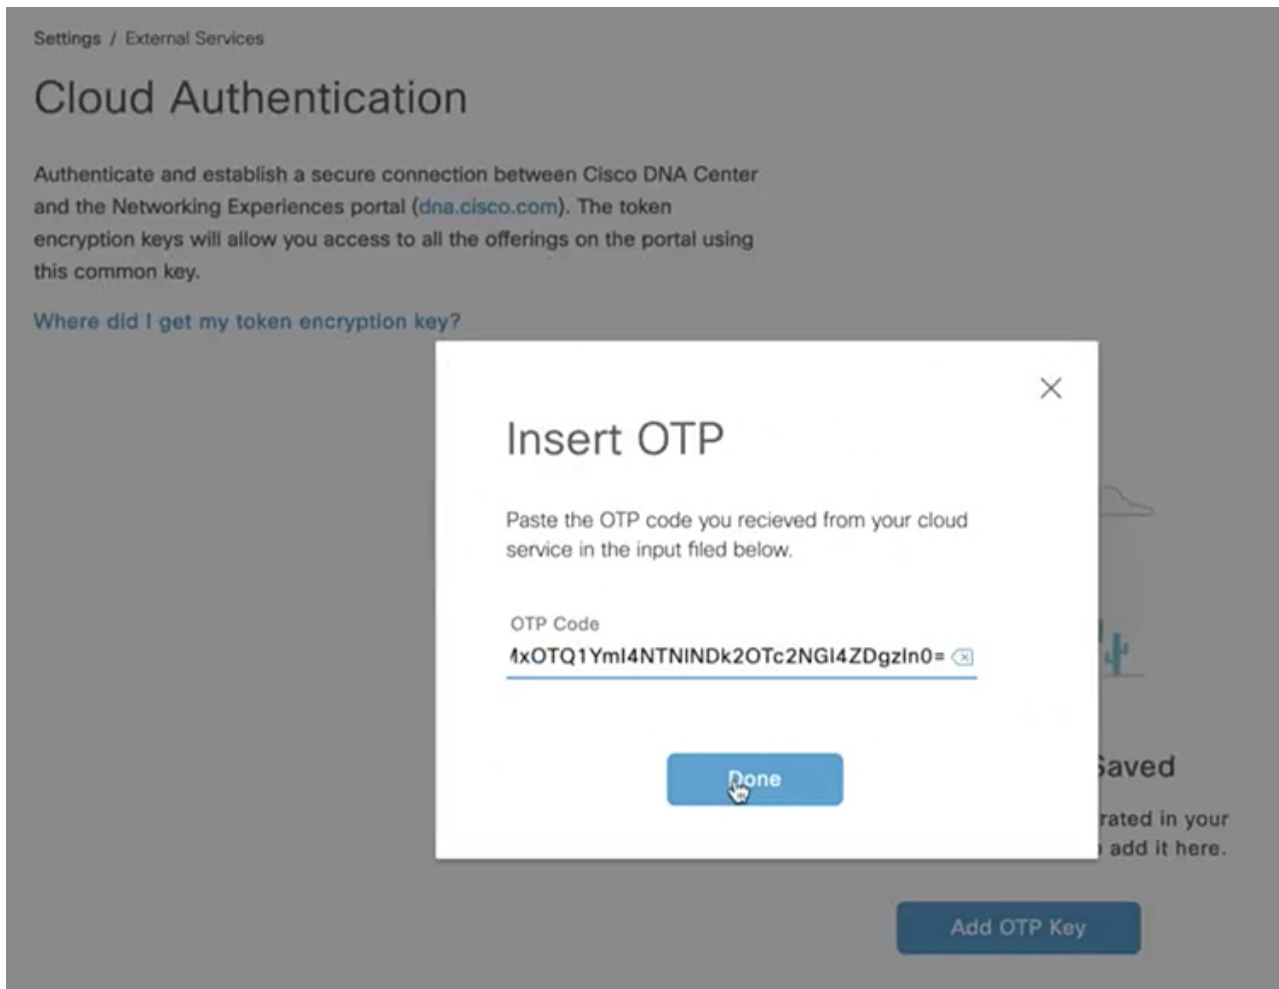 Settings / External Services
Cloud Authentication
Authenticate and establish a secure connection between Cisco DNA Center
and the Networking Experiences portal (dna.cisco.com). The token
encryption keys will allow you access to all the offerings on the portal using
this common key.
Where did I get my token encryption key?
Insert OTP
Paste the OTP code you recieved from your cloud
service in the input filed below.
OTP Code
xOTQ1YmI4NTNlNDk2OTc2NGI4ZDgzIn0=
Done
Saved
rated in your
add it here.
Add OTP Key